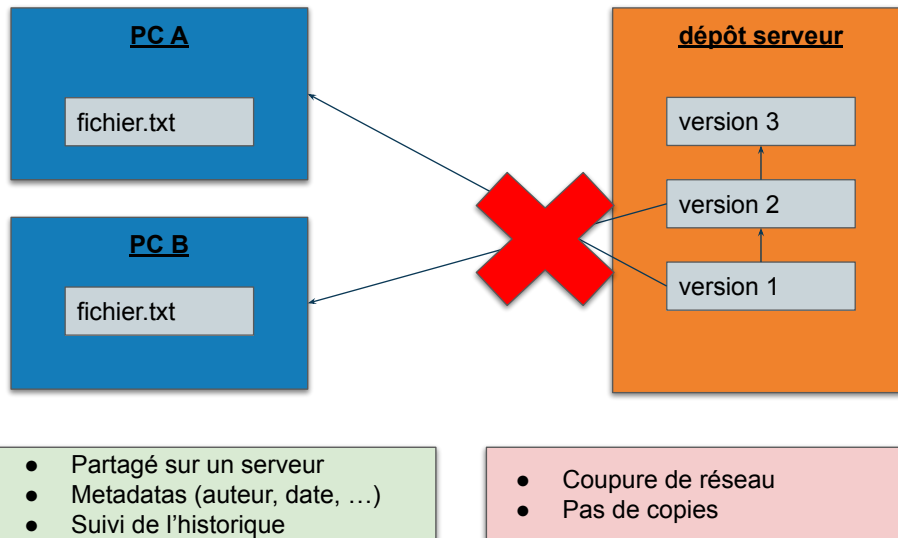 PC A
fichier.txt
PC B
fichier.txt
dépôt serveur
version 3
version 2
version 1
● Partagé sur un serveur
● Metadatas (auteur, date, …)
● Suivi de l’historique
● Coupure de réseau
● Pas de copies